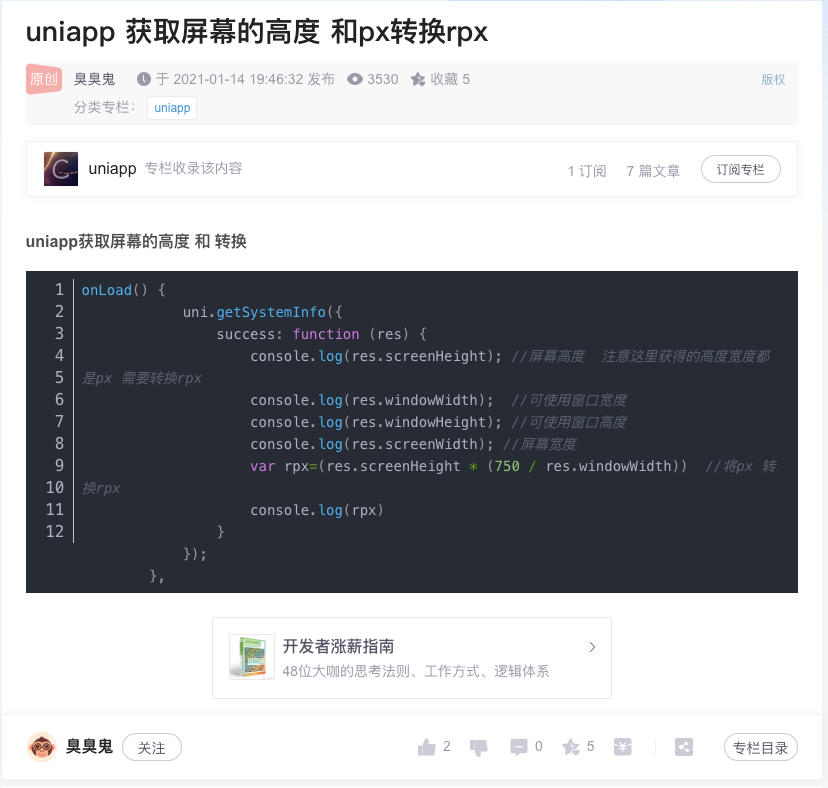 uniapp 获取屏幕的高度 和px转换rpx
原创 臭臭鬼 于 2021-01-14 19:46:32 发布 3530 收藏 5 版权
分类专栏： uniapp
uniapp 专栏收录该内容 1 订阅 7 篇文章 订阅专栏
uniapp获取屏幕的高度 和 转换
1 onLoad() {
2 uni.getSystemInfo({
3 success: function (res) {
4 console.log(res.screenHeight); //屏幕高度  注意这里获得的高度宽度都
5 是px 需要转换rpx
6 console.log(res.windowWidth);  //可使用窗口宽度
7 console.log(res.windowHeight); //可使用窗口高度
8 console.log(res.screenWidth); //屏幕宽度
9 var rpx=(res.screenHeight * (750 / res.windowWidth))  //将px 转
10 换rpx
11 console.log(rpx)
12 }
});
},
开发者涨薪指南
48位大咖的思考法则、工作方式、逻辑体系
臭臭鬼 关注 2 0 5 专栏目录